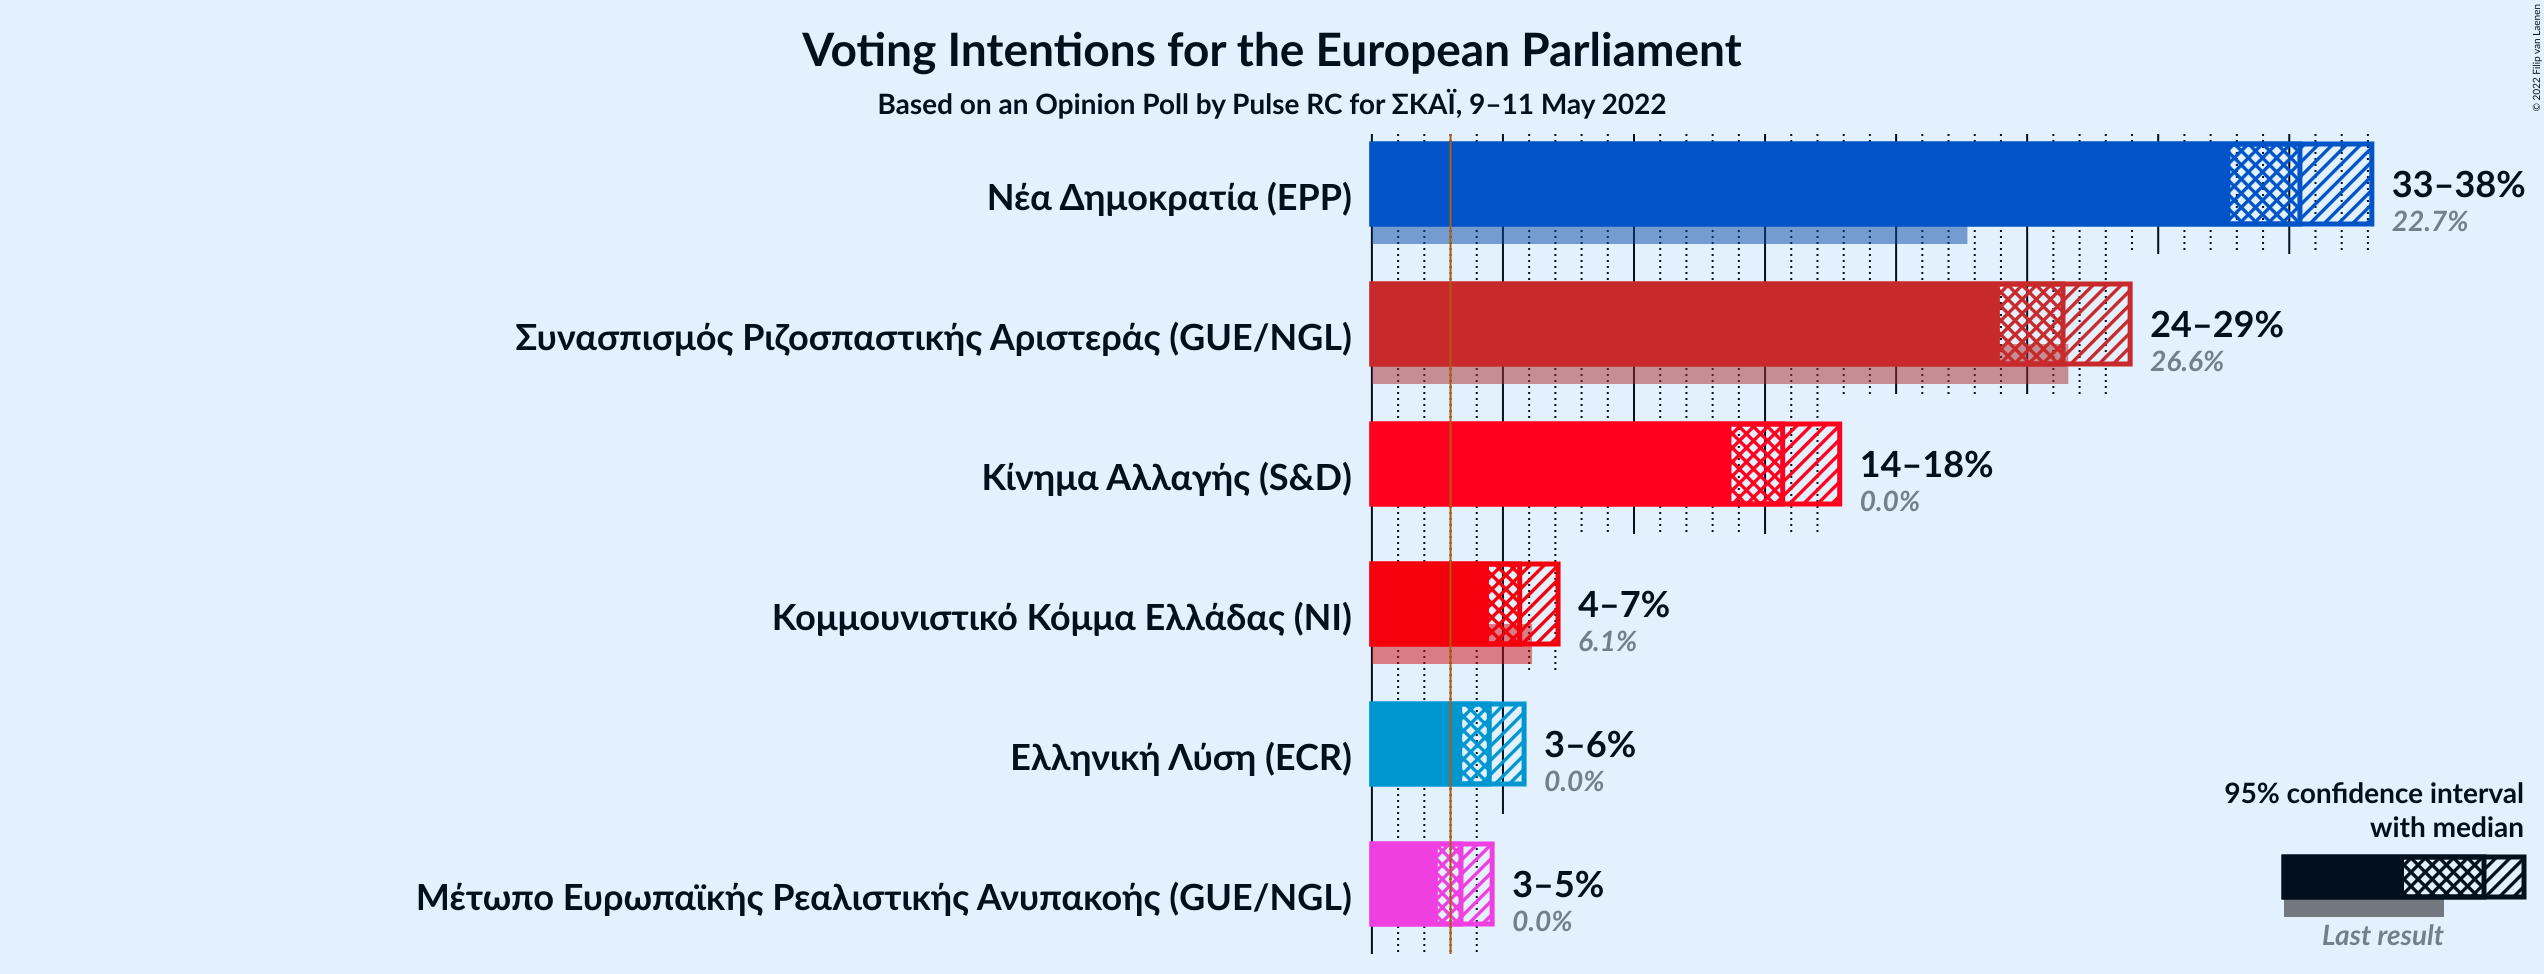 Voting Intentions for the European Parliament
Based on an Opinion Poll by Pulse RC for ΣΚΑΪ, 9–11 May 2022
© 2022 Filip van Laenen
Νέα Δημοκρατία (EPP)
33–38%
22.7%
Συνασπισμός Ριζοσπαστικής Αριστεράς (GUE/NGL)
24–29%
26.6%
Κίνημα Αλλαγής (S&D)
14–18%
0.0%
Κομμουνιστικό Κόμμα Ελλάδας (NI)
4–7%
6.1%
Ελληνική Λύση (ECR)
3–6%
0.0%
Μέτωπο Ευρωπαϊκής Ρεαλιστικής Ανυπακοής (GUE/NGL)
3–5%
0.0%
95% confidence interval
with median
Last result